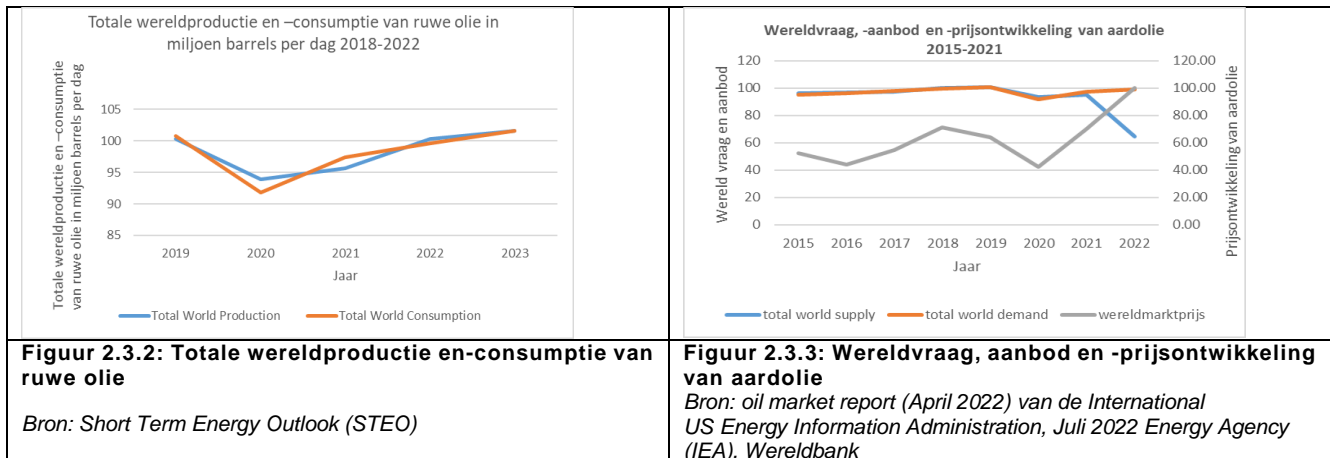 Totale wereldproductie en –consumptie van ruwe olie in
miljoen barrels per dag 2018-2022
Totale wereldproductie en –consumptie
van ruwe olie in miljoen barrels per dag
105
100
95
90
85
2019 2020 2021 2022 2023
Jaar
Total World Production Total World Consumption
Figuur 2.3.2: Totale wereldproductie en-consumptie van
ruwe olie
Bron: Short Term Energy Outlook (STEO)
Wereldvraag, -aanbod en -prijsontwikkeling van aardolie
2015-2021
Wereld vraag en aanbod
120
100
80
60
40
20
0
120.00
100.00
80.00
60.00
40.00
20.00
0.00
Prijsontwikkeling van aardolie
2015 2016 2017 2018 2019 2020 2021 2022
Jaar
total world supply total world demand wereldmarktprijs
Figuur 2.3.3: Wereldvraag, aanbod en -prijsontwikkeling
van aardolie
Bron: oil market report (April 2022) van de International
US Energy Information Administration, Juli 2022 Energy Agency
(IEA), Wereldbank